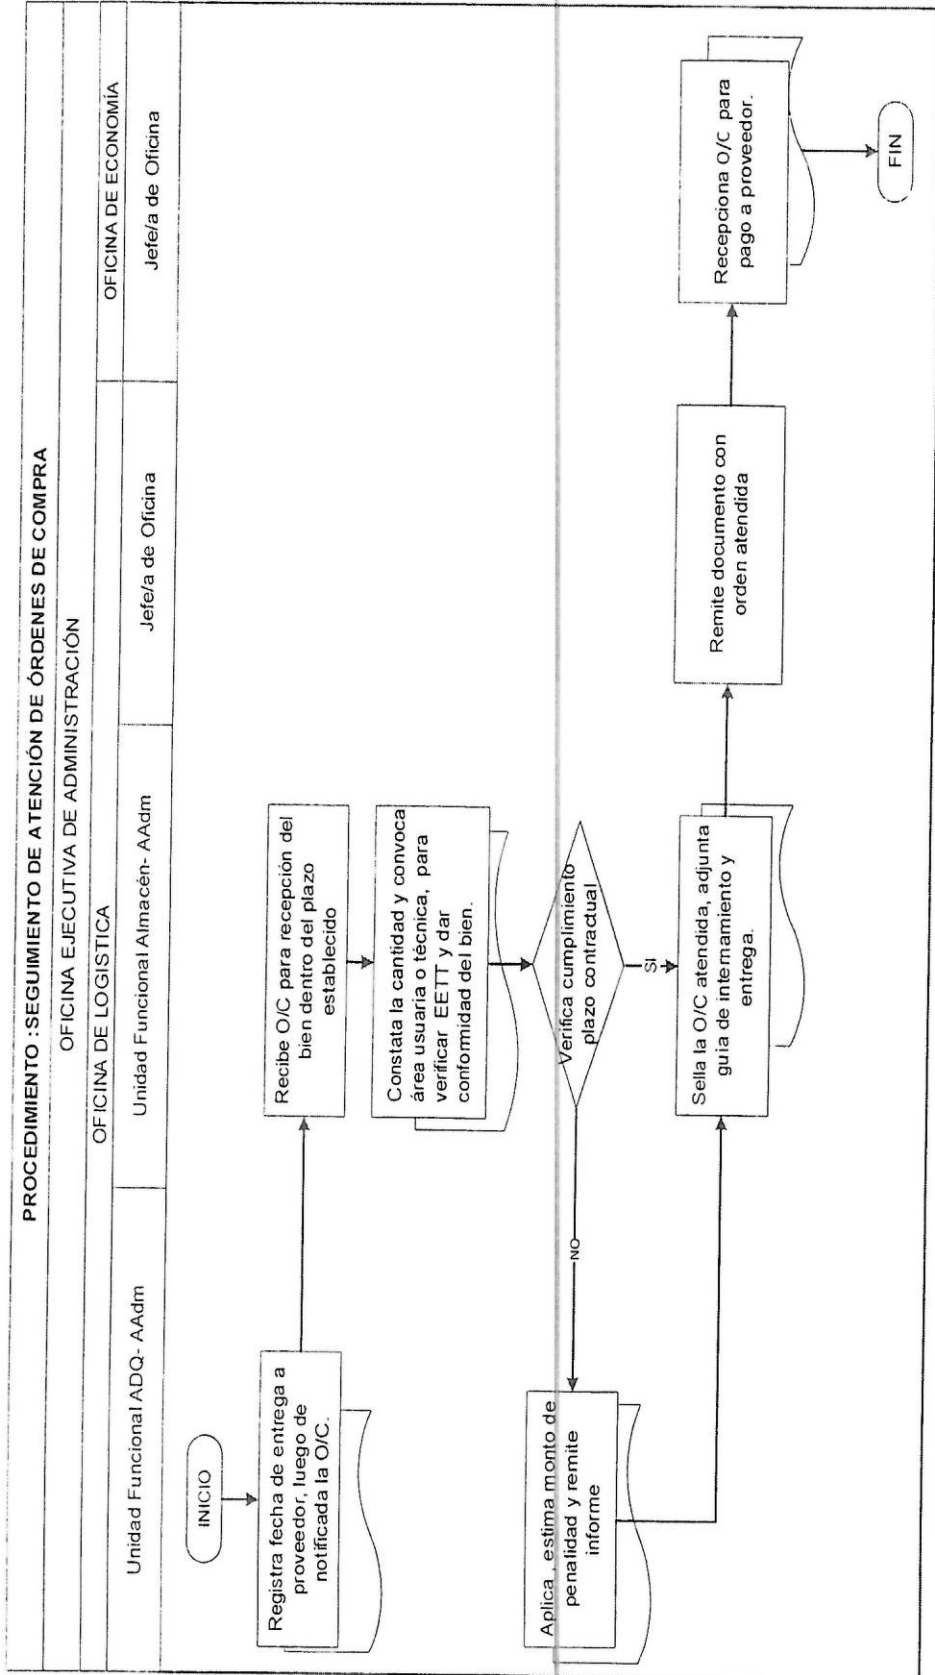 PROCEDIMIENTO :SEGUIMIENTO DE ATENCIÓN DE ÓRDENES DE COMPRA
OFICINA EJECUTIVA DE ADMINISTRACIÓN
OFICINA DE LOGISTICA
OFICINA DE ECONOMÍA
Unidad Funcional ADQ- AAdm
Unidad Funcional Almacén- AAdm
Jefe/a de Oficina
Jefe/a de Oficina
INICIO
Registra fecha de entrega a
proveedor, luego de
notificada la O/C.
Recibe O/C para recepción del
bien dentro del plazo
establecido
Constata la cantidad y convoca
área usuaria o técnica, para
verificar EETT y dar
conformidad del bien.
Verifica cumplimiento
plazo contractual
NO
SI
Aplica , estima monto de
penalidad y remite
informe
Sella la O/C atendida, adjunta
guía de internamiento y
entrega.
Remite documento con
orden atendida
Recepciona O/C para
pago a proveedor.
FIN